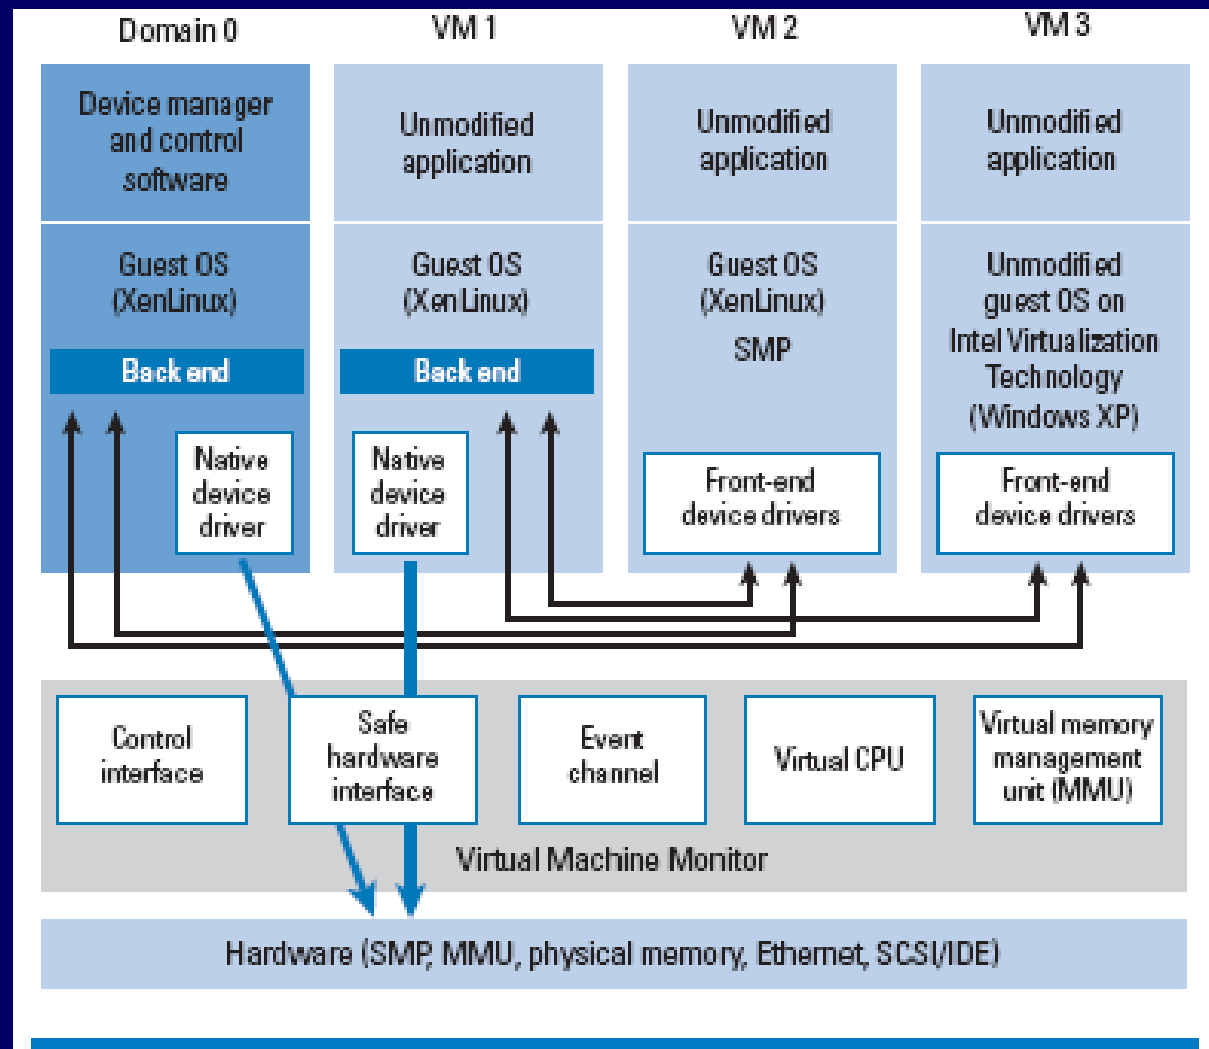 Domain 0
VM 1
VM 2
VM 3
Device manager
and control
software
Unmodified
application
Unmodified
application
Unmodified
application
Guest OS
(XenLinux)
Back end
Native
device
driver
Guest OS
(XenLinux)
Back end
Native
device
driver
Guest OS
(XenLinux)
SMP
Front-end
device drivers
Unmodified
guest OS on
Intel Virtualization
Technology
(Windows XP)
Front-end
device drivers
Control
interface
Safe
hardware
interface
Event
channel
Virtual CPU
Virtual memory
management
unit (MMU)
Virtual Machine Monitor
Hardware (SMP, MMU, physical memory, Ethernet, SCSI/IDE)